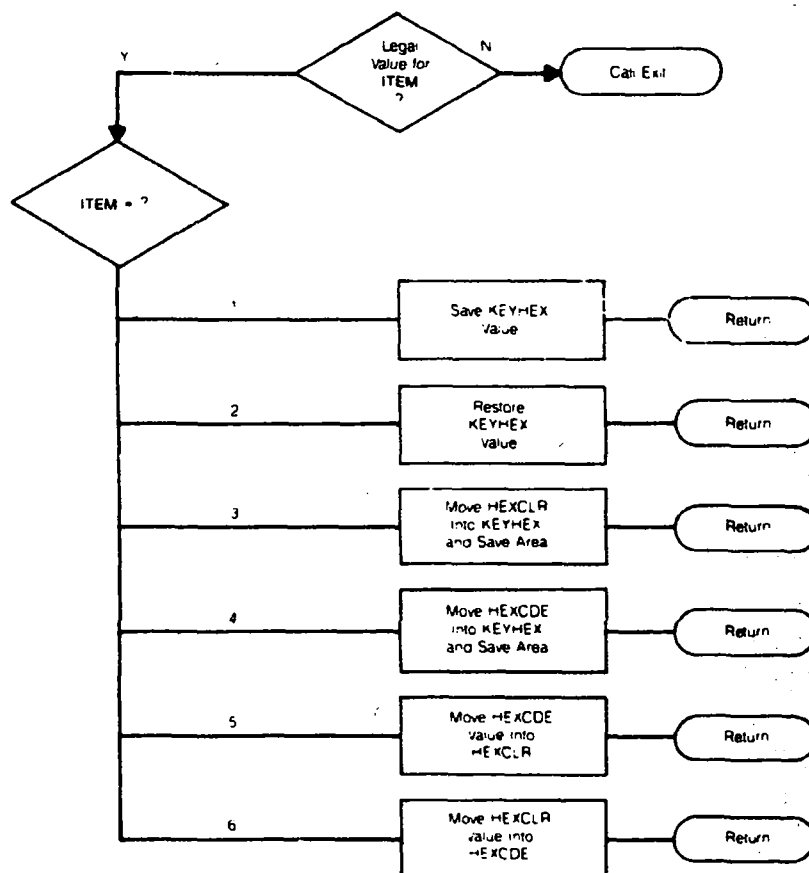 Legal
Value for
ITEM
?
Y
N
Call Exit
ITEM = ?
1
Save KEYHEX
Value
Return
2
Restore
KEYHEX
Value
Return
3
Move HEXCLR
into KEYHEX
and Save Area
Return
4
Move HEXCDE
into KEYHEX
and Save Area
Return
5
Move HEXCDE
Value into
HEXCLR
Return
6
Move HEXCLR
Value into
HEXCDE
Return